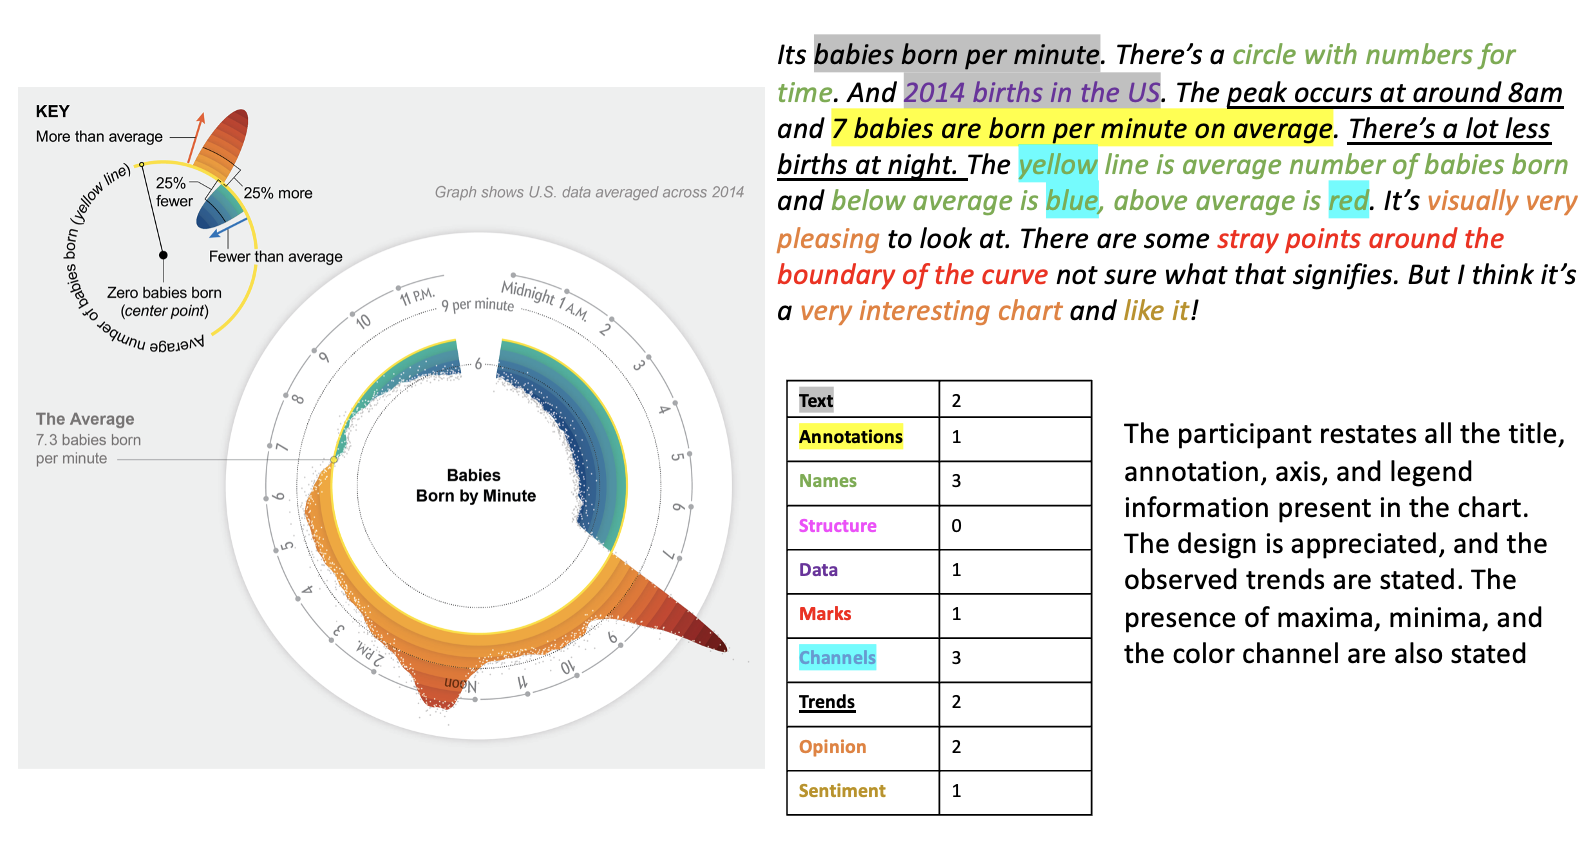 KEY
More than average
25%
fewer
25% more
Fewer than average
Zero babies born
(center point)
Average number of babies born (yellow line)
Graph shows U.S. data averaged across 2014
The Average
7.3 babies born
per minute
Midnight
1 A.M.
2
3
4
5
6
7
9
10
11
Noon
2 P.M.
3
4
5
6
7
8
9
10
11 P.M.
9 per minute
6
Babies
Born by Minute
Its babies born per minute. There’s a circle with numbers for
time. And 2014 births in the US. The peak occurs at around 8am
and 7 babies are born per minute on average. There’s a lot less
births at night. The yellow line is average number of babies born
and below average is blue, above average is red. It’s visually very
pleasing to look at. There are some stray points around the
boundary of the curve not sure what that signifies. But I think it’s
a very interesting chart and like it!
Text 2
Annotations 1
Names 3
Structure 0
Data 1
Marks 1
Channels 3
Trends 2
Opinion 2
Sentiment 1
The participant restates all the title,
annotation, axis, and legend
information present in the chart.
The design is appreciated, and the
observed trends are stated. The
presence of maxima, minima, and
the color channel are also stated